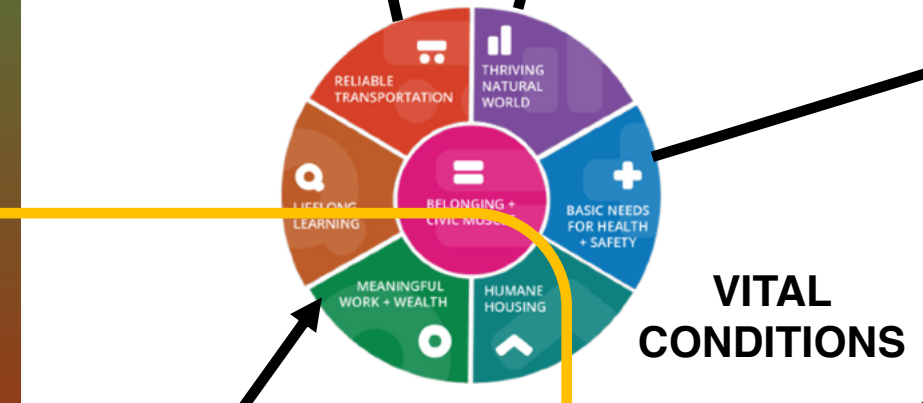 RELIABLE
TRANSPORTATION
THRIVING
NATURAL
WORLD
LIFELONG
LEARNING
BELONGING +
CIVIC MUSCLE
BASIC NEEDS
FOR HEALTH
+ SAFETY
MEANINGFUL
WORK + WEALTH
HUMANE
HOUSING
VITAL
CONDITIONS